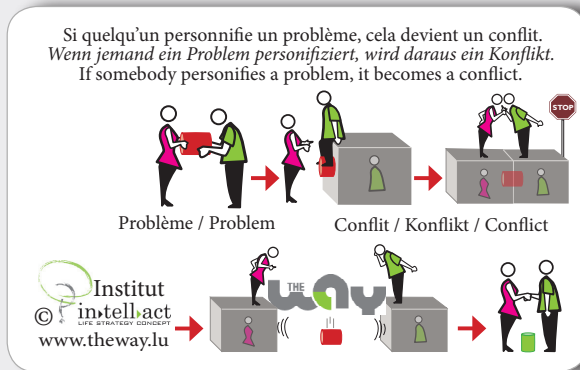 Si quelqu'un personnifie un problème, cela devient un conflit.
Wenn jemand ein Problem personifiziert, wird daraus ein Konflikt.
If somebody personifies a problem, it becomes a conflict.
STOP
Problème / Problem
Conflit / Konflikt / Conflict
THE WAY
Institut
© in•tell•act
LIFE STRATEGY CONCEPT
www.theway.lu